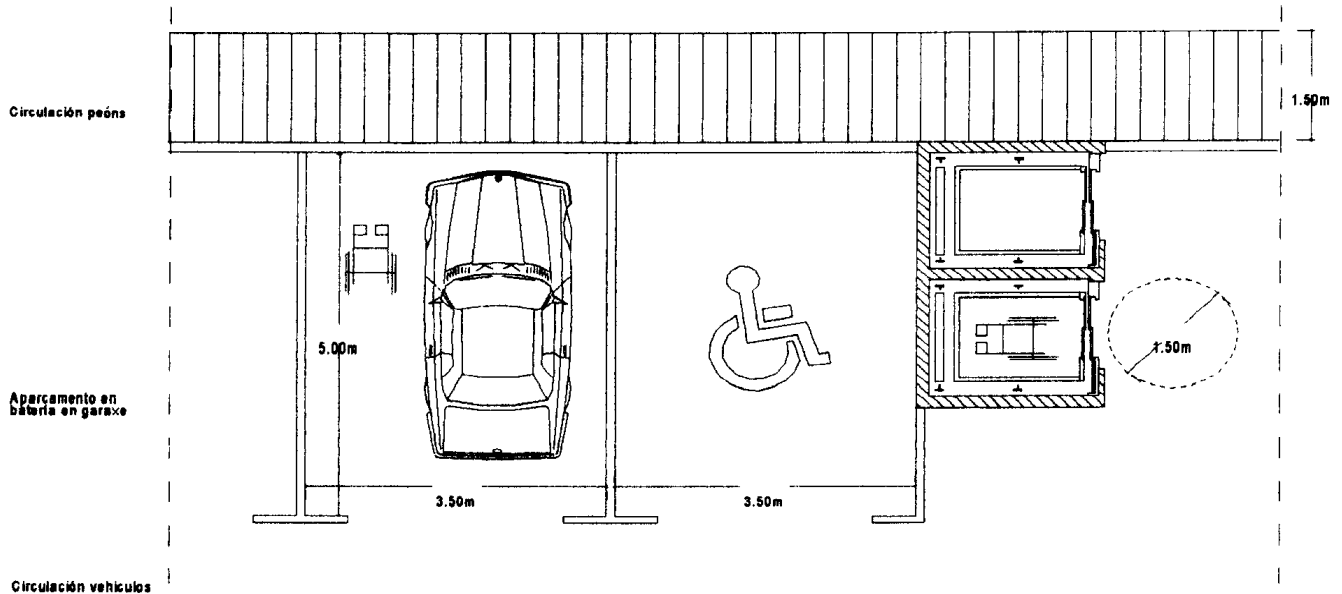 Circulación peóns
1.50m
5.00m
1.50m
Aparcamento en
batería en garaxe
3.50m
3.50m
Circulación vehículos